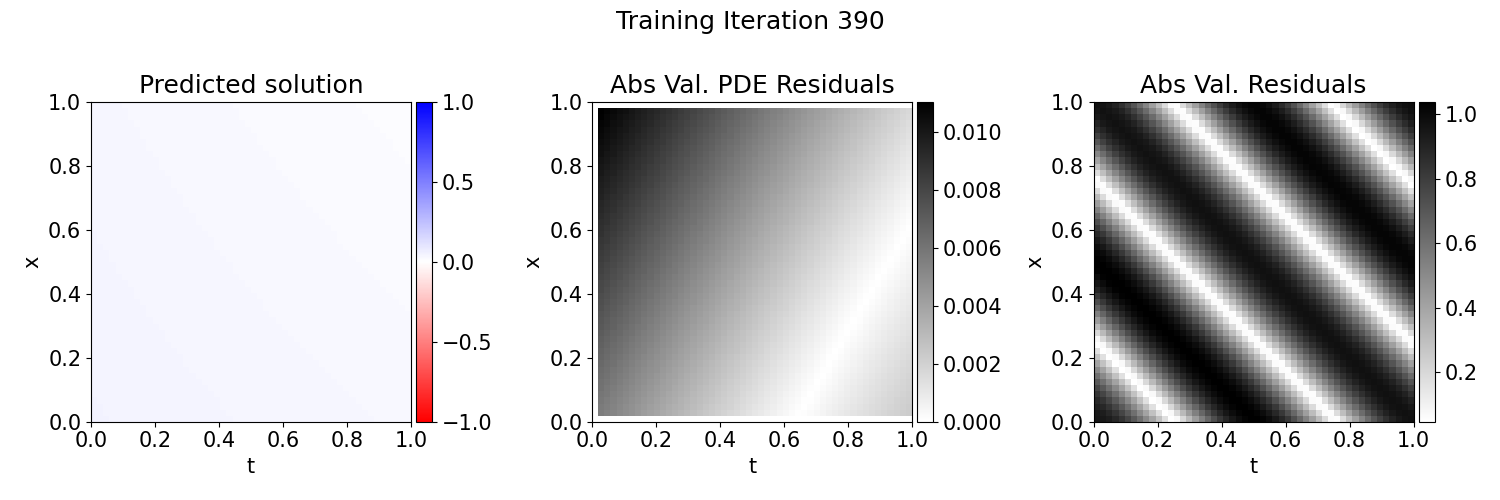 Training Iteration 390
Predicted solution
Abs Val. PDE Residuals
Abs Val. Residuals
1.0
0.8
0.6
0.4
0.2
0.0
x
0.0 0.2 0.4 0.6 0.8 1.0
t
1.0
0.5
0.0
−0.5
−1.0
1.0
0.8
0.6
0.4
0.2
0.0
x
0.0 0.2 0.4 0.6 0.8 1.0
t
0.010
0.008
0.006
0.004
0.002
0.000
1.0
0.8
0.6
0.4
0.2
0.0
x
0.0 0.2 0.4 0.6 0.8 1.0
t
1.0
0.8
0.6
0.4
0.2